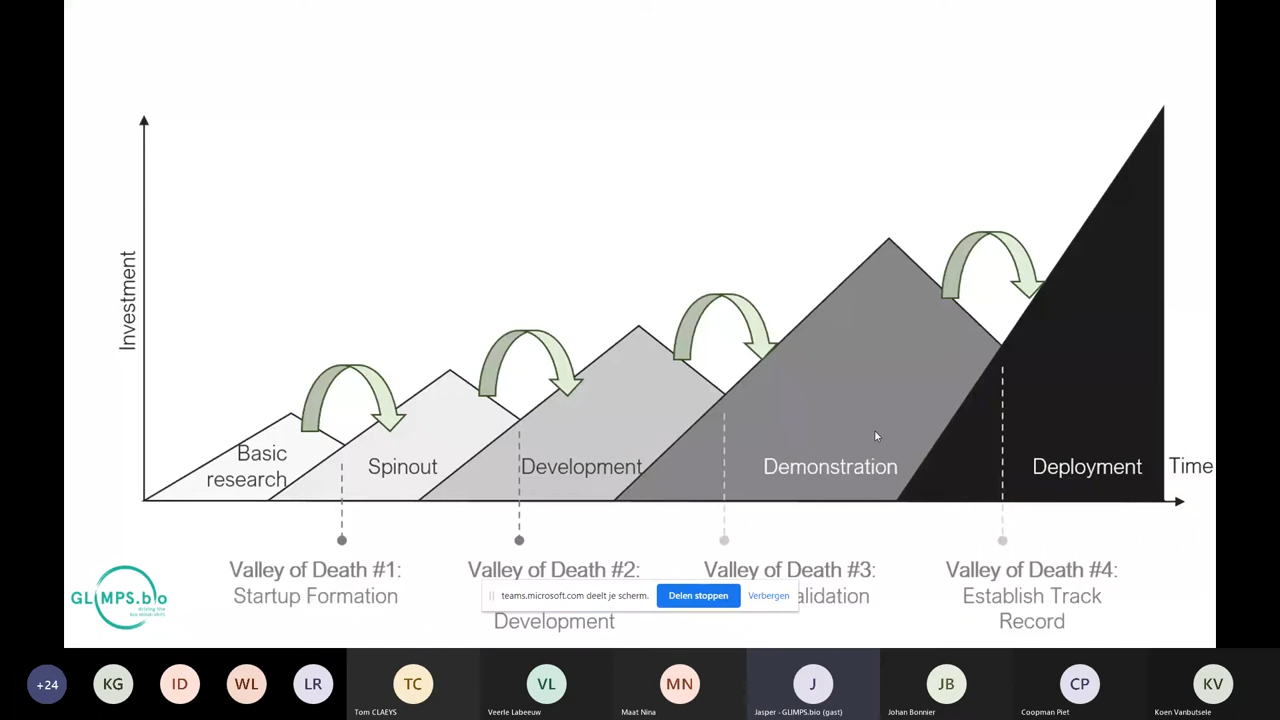 Investment
Basic
research
Spinout
Development
Demonstration
Deployment
Time
Valley of Death #1:
Startup Formation
Valley of Death #2:
Development
Valley of Death #3:
alidation
Valley of Death #4:
Establish Track
Record
GLIMPS.bio
teams.microsoft.com deelt je scherm.
Delen stoppen
Verbergen
+24
KG
ID
WL
LR
TC
Tom CLAEYS
VL
Veerle Labeeuw
MN
Maat Nina
J
Jasper - GLIMPS.bio (gast)
JB
Johan Bonnier
CP
Coopman Piet
KV
Koen Vanbutsele